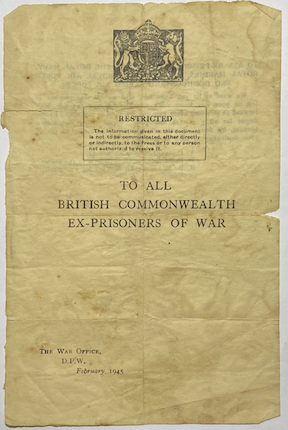 RESTRICTED
The information given in this document
is not to be communicated, either directly
or indirectly, to the Press or to any person
not authorized to receive it.
TO ALL
BRITISH COMMONWEALTH
EX-PRISONERS OF WAR
The War Office,
D.P.W.
February 1945